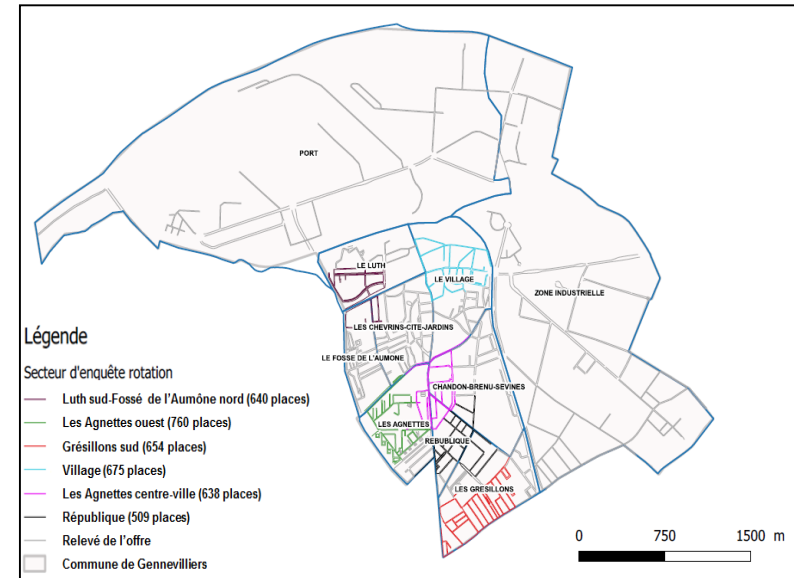 PORT
LE LUTH
LE VILLAGE
ZONE INDUSTRIELLE
LES CHEVRINS-CITE-JARDINS
LE FOSSE DE L'AUMONE
CHANDON-BRENU-SEVINES
LES AGNETTES
REBUBLIQUE
LES GRESILLONS
Légende
Secteur d'enquête rotation
Luth sud-Fossé de l'Aumône nord (640 places)
Les Agnettes ouest (760 places)
Grésillons sud (654 places)
Village (675 places)
Les Agnettes centre-ville (638 places)
République (509 places)
Relevé de l'offre
Commune de Gennevilliers
0 750 1500 m